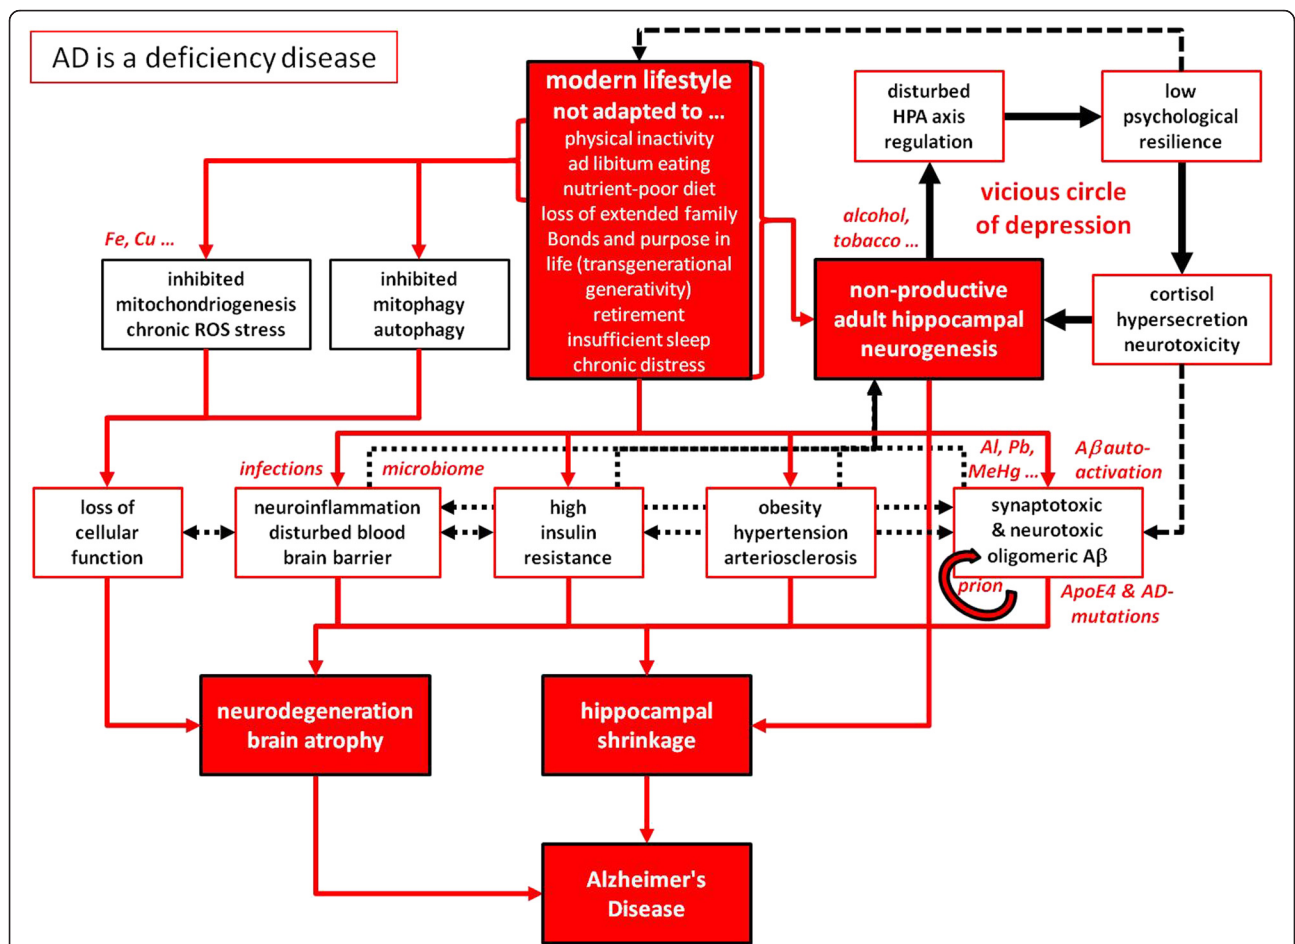 AD is a deficiency disease
modern lifestyle
not adapted to ...
physical inactivity
ad libitum eating
nutrient-poor diet
loss of extended family
Bonds and purpose in
life (transgenerational
generativity)
retirement
insufficient sleep
chronic distress
disturbed
HPA axis
regulation
low
psychological
resilience
vicious circle
of depression
alcohol,
tobacco ...
Fe, Cu ...
inhibited
mitochondriogenesis
chronic ROS stress
inhibited
mitophagy
autophagy
non-productive
adult hippocampal
neurogenesis
cortisol
hypersecretion
neurotoxicity
infections
microbiome
Al, Pb,
MeHg ...
Aβ auto-
activation
loss of
cellular
function
neuroinflammation
disturbed blood
brain barrier
high
insulin
resistance
obesity
hypertension
arteriosclerosis
synaptotoxic
& neurotoxic
oligomeric Aβ
prion
ApoE4 & AD-
mutations
neurodegeneration
brain atrophy
hippocampal
shrinkage
Alzheimer's
Disease